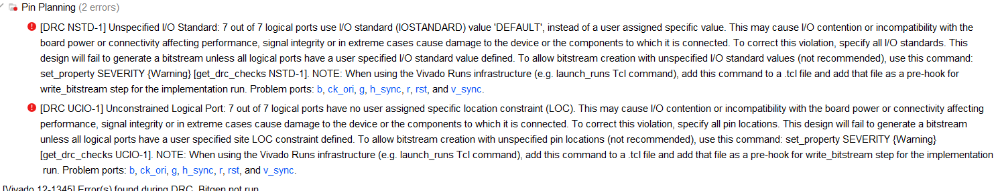 Pin Planning (2 errors)
[DRC NSTD-1] Unspecified I/O Standard: 7 out of 7 logical ports use I/O standard (IOSTANDARD) value 'DEFAULT', instead of a user assigned specific value. This may cause I/O contention or incompatibility with the
board power or connectivity affecting performance, signal integrity or in extreme cases cause damage to the device or the components to which it is connected. To correct this violation, specify all I/O standards. This
design will fail to generate a bitstream unless all logical ports have a user specified I/O standard value defined. To allow bitstream creation with unspecified I/O standard values (not recommended), use this command:
set_property SEVERITY {Warning} [get_drc_checks NSTD-1]. NOTE: When using the Vivado Runs infrastructure (e.g. launch_runs Tcl command), add this command to a .tcl file and add that file as a pre-hook for
write_bitstream step for the implementation run. Problem ports: b, ck_ori, g, h_sync, r, rst, and v_sync.
[DRC UCIO-1] Unconstrained Logical Port: 7 out of 7 logical ports have no user assigned specific location constraint (LOC). This may cause I/O contention or incompatibility with the board power or connectivity affecting
performance, signal integrity or in extreme cases cause damage to the device or the components to which it is connected. To correct this violation, specify all pin locations. This design will fail to generate a bitstream
unless all logical ports have a user specified site LOC constraint defined. To allow bitstream creation with unspecified pin locations (not recommended), use this command: set_property SEVERITY {Warning}
[get_drc_checks UCIO-1]. NOTE: When using the Vivado Runs infrastructure (e.g. launch_runs Tcl command), add this command to a .tcl file and add that file as a pre-hook for write_bitstream step for the implementation
run. Problem ports: b, ck_ori, g, h_sync, r, rst, and v_sync.
[Vivado 12-1345] Error(s) found during DRC. Bitgen not run.